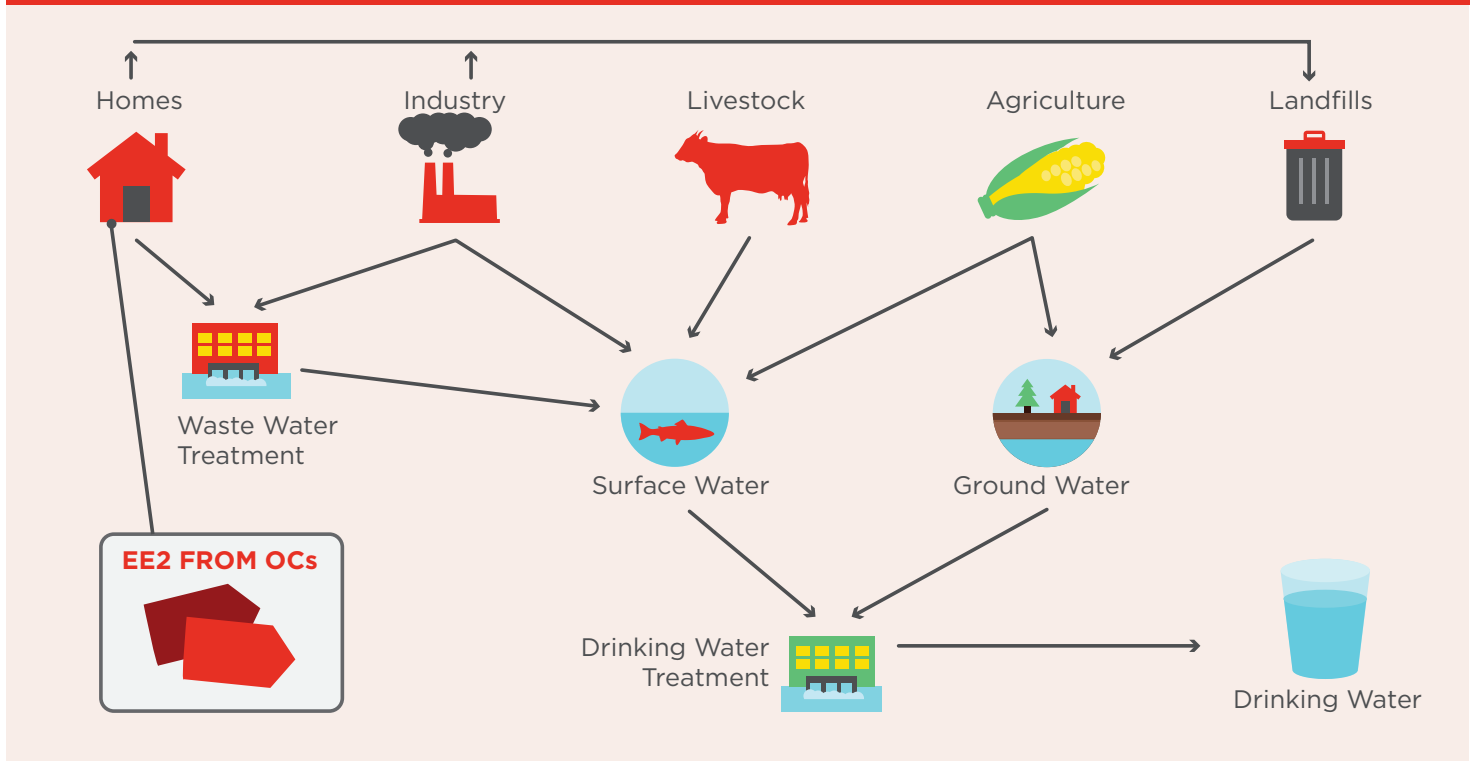 Homes
Industry
Livestock
Agriculture
Landfills
Waste Water
Treatment
Surface Water
Ground Water
EE2 FROM OCs
Drinking Water
Treatment
Drinking Water